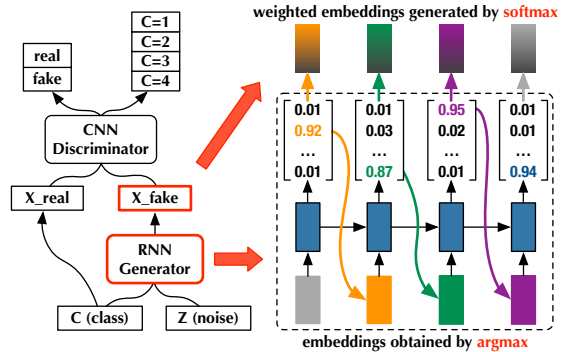 weighted embeddings generated by softmax
real
fake
C=1
C=2
C=3
C=4
CNN
Discriminator
X_real
X_fake
RNN
Generator
C (class)
Z (noise)
0.01
0.92
...
0.01
0.01
0.03
...
0.87
0.95
0.02
...
0.01
0.01
0.01
...
0.94
embeddings obtained by argmax